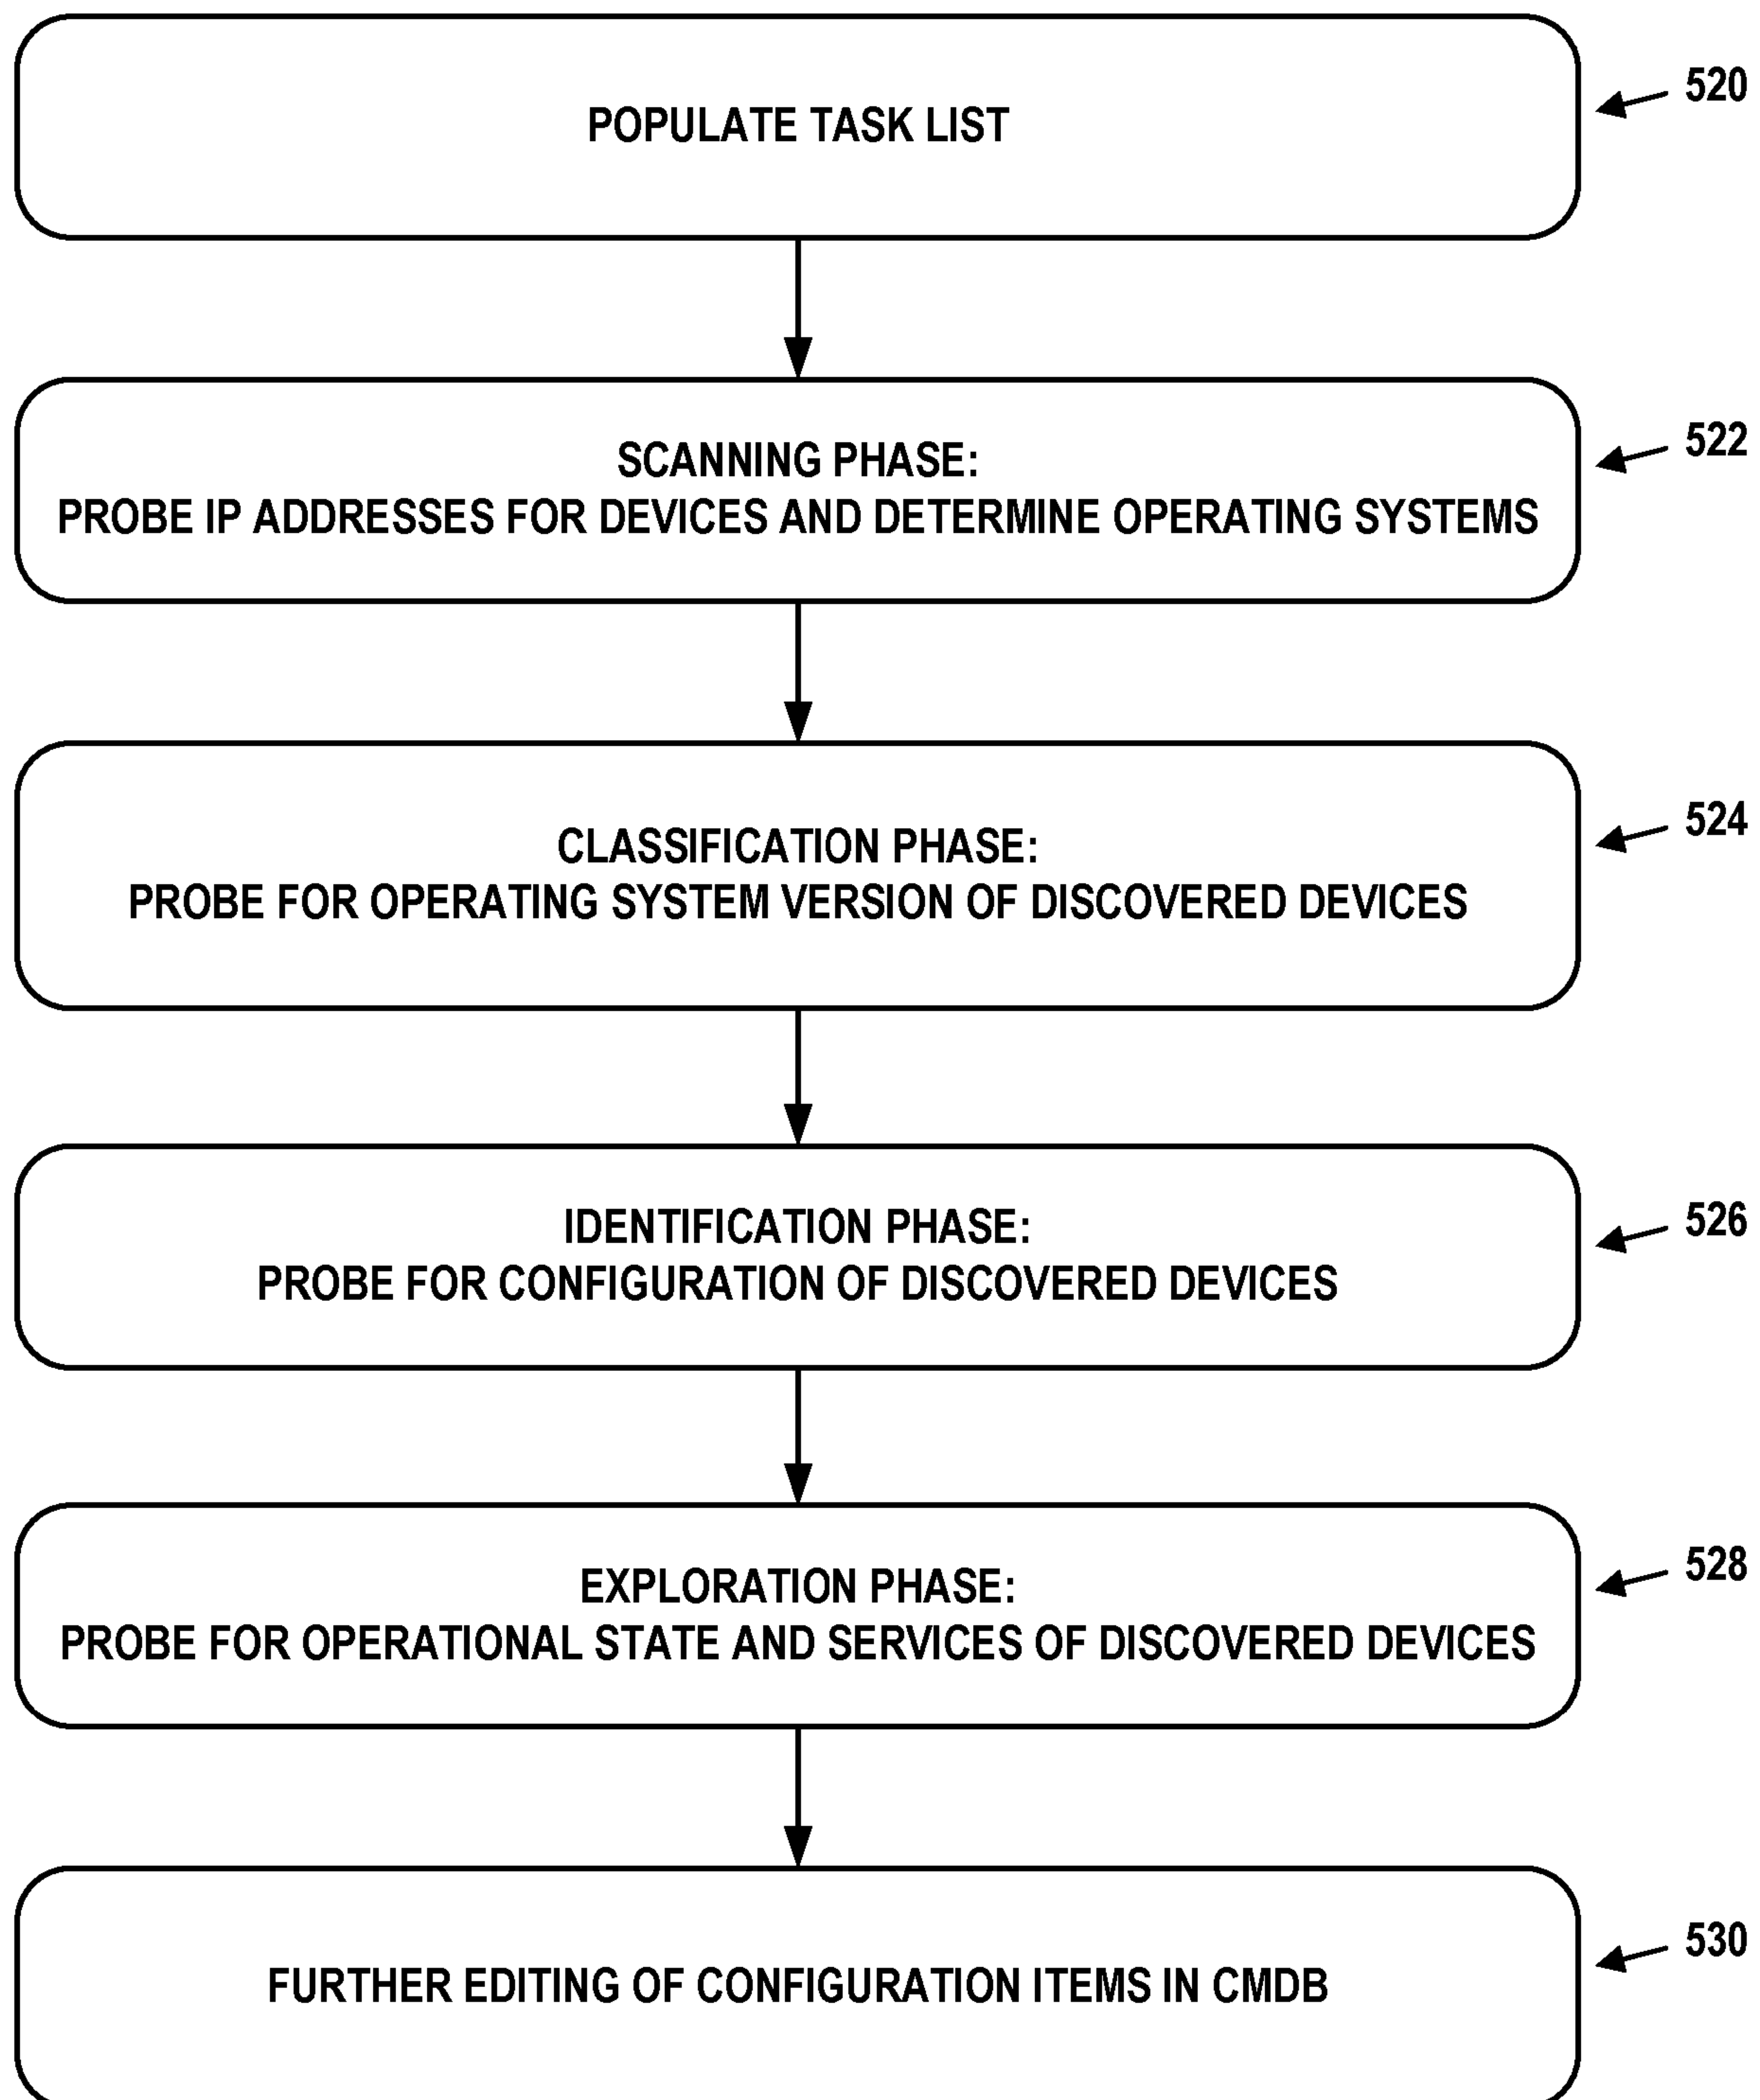 POPULATE TASK LIST
520
SCANNING PHASE:
PROBE IP ADDRESSES FOR DEVICES AND DETERMINE OPERATING SYSTEMS
522
CLASSIFICATION PHASE:
PROBE FOR OPERATING SYSTEM VERSION OF DISCOVERED DEVICES
524
IDENTIFICATION PHASE:
PROBE FOR CONFIGURATION OF DISCOVERED DEVICES
526
EXPLORATION PHASE:
PROBE FOR OPERATIONAL STATE AND SERVICES OF DISCOVERED DEVICES
528
FURTHER EDITING OF CONFIGURATION ITEMS IN CMDB
530